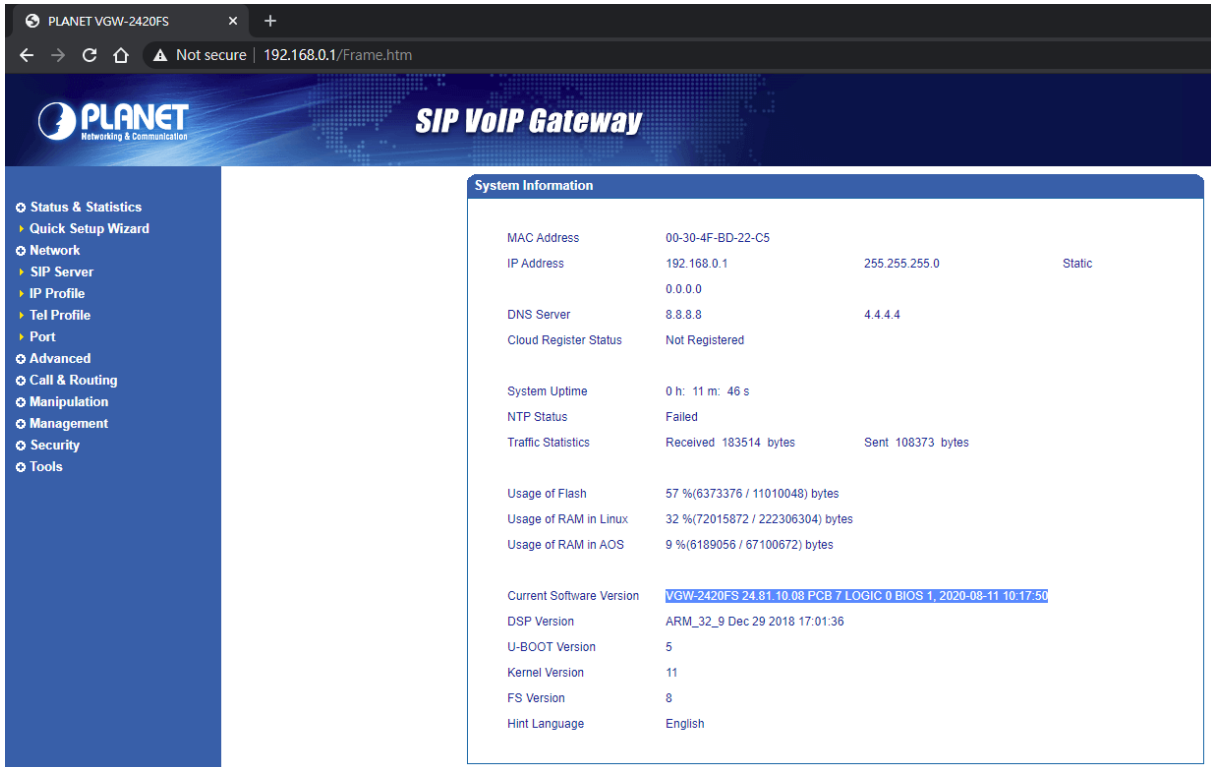 PLANET VGW-2420FS
Not secure | 192.168.0.1/Frame.htm
PLANET
Networking & Communication
SIP VoIP Gateway
Status & Statistics
Quick Setup Wizard
Network
SIP Server
IP Profile
Tel Profile
Port
Advanced
Call & Routing
Manipulation
Management
Security
Tools
System Information
MAC Address 00-30-4F-BD-22-C5
IP Address 192.168.0.1 255.255.255.0 Static
0.0.0.0
DNS Server 8.8.8.8 4.4.4.4
Cloud Register Status Not Registered
System Uptime 0 h: 11 m: 46 s
NTP Status Failed
Traffic Statistics Received 183514 bytes Sent 108373 bytes
Usage of Flash 57 %(6373376 / 11010048) bytes
Usage of RAM in Linux 32 %(72015872 / 222306304) bytes
Usage of RAM in AOS 9 %(6189056 / 67100672) bytes
Current Software Version VGW-2420FS 24.81.10.08 PCB 7 LOGIC 0 BIOS 1, 2020-08-11 10:17:50
DSP Version ARM_32_9 Dec 29 2018 17:01:36
U-BOOT Version 5
Kernel Version 11
FS Version 8
Hint Language English